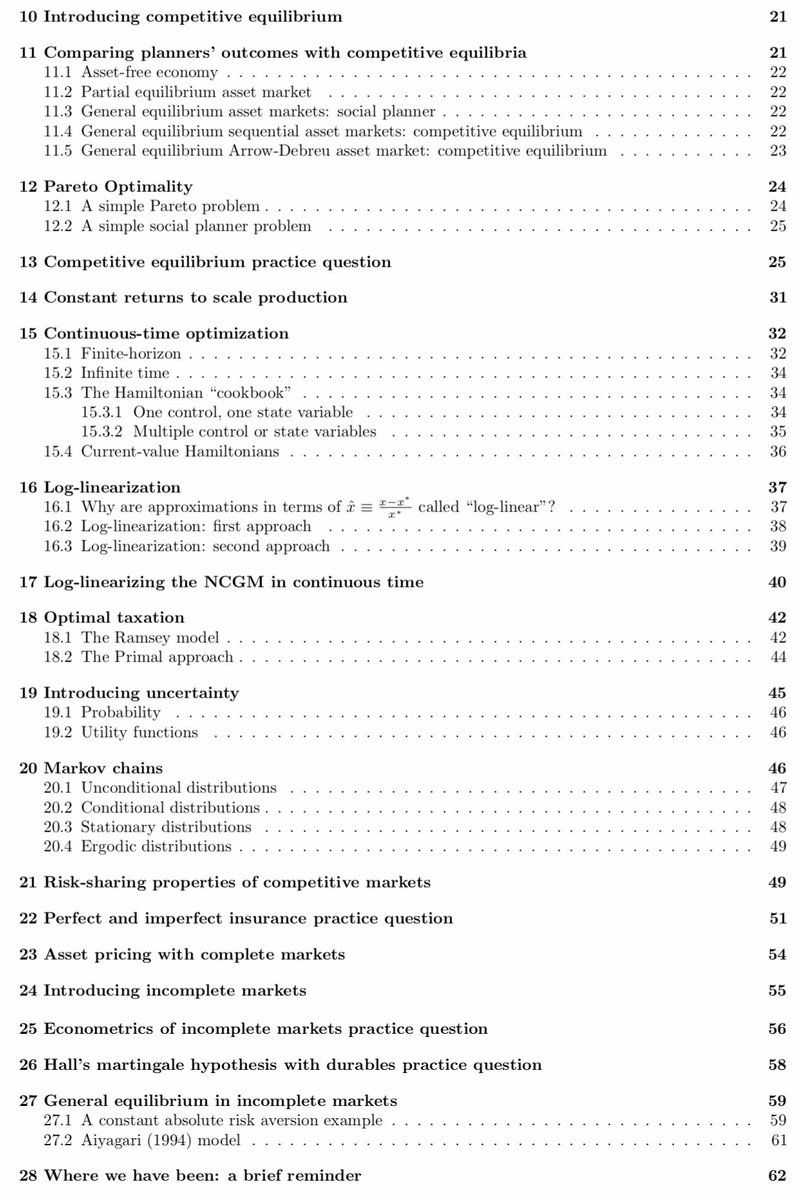 10 Introducing competitive equilibrium 21
11 Comparing planners' outcomes with competitive equilibria 21
11.1 Asset-free economy . . . . . . . . . . . . . . . . . . . . . . . . . . . . . . . . . . . . . . . . . . 22
11.2 Partial equilibrium asset market . . . . . . . . . . . . . . . . . . . . . . . . . . . . . . . . . . 22
11.3 General equilibrium asset markets: social planner . . . . . . . . . . . . . . . . . . . . . . . . . 22
11.4 General equilibrium sequential asset markets: competitive equilibrium . . . . . . . . . . . . . 22
11.5 General equilibrium Arrow-Debreu asset market: competitive equilibrium . . . . . . . . . . . 23
12 Pareto Optimality 24
12.1 A simple Pareto problem . . . . . . . . . . . . . . . . . . . . . . . . . . . . . . . . . . . . . . . 24
12.2 A simple social planner problem . . . . . . . . . . . . . . . . . . . . . . . . . . . . . . . . . . 25
13 Competitive equilibrium practice question 25
14 Constant returns to scale production 31
15 Continuous-time optimization 32
15.1 Finite-horizon . . . . . . . . . . . . . . . . . . . . . . . . . . . . . . . . . . . . . . . . . . . . . 32
15.2 Infinite time . . . . . . . . . . . . . . . . . . . . . . . . . . . . . . . . . . . . . . . . . . . . . . 34
15.3 The Hamiltonian “cookbook” . . . . . . . . . . . . . . . . . . . . . . . . . . . . . . . . . . . . 34
15.3.1 One control, one state variable . . . . . . . . . . . . . . . . . . . . . . . . . . . . . . . 34
15.3.2 Multiple control or state variables . . . . . . . . . . . . . . . . . . . . . . . . . . . . . 35
15.4 Current-value Hamiltonians . . . . . . . . . . . . . . . . . . . . . . . . . . . . . . . . . . . . . 36
16 Log-linearization 37
16.1 Why are approximations in terms of x̂ ≡ (x−x*)/x* called “log-linear”? . . . . . . . . . . . . . . . 37
16.2 Log-linearization: first approach . . . . . . . . . . . . . . . . . . . . . . . . . . . . . . . . . . 38
16.3 Log-linearization: second approach . . . . . . . . . . . . . . . . . . . . . . . . . . . . . . . . . 39
17 Log-linearizing the NCGM in continuous time 40
18 Optimal taxation 42
18.1 The Ramsey model . . . . . . . . . . . . . . . . . . . . . . . . . . . . . . . . . . . . . . . . . . 42
18.2 The Primal approach . . . . . . . . . . . . . . . . . . . . . . . . . . . . . . . . . . . . . . . . . 44
19 Introducing uncertainty 45
19.1 Probability . . . . . . . . . . . . . . . . . . . . . . . . . . . . . . . . . . . . . . . . . . . . . . 46
19.2 Utility functions . . . . . . . . . . . . . . . . . . . . . . . . . . . . . . . . . . . . . . . . . . . 46
20 Markov chains 46
20.1 Unconditional distributions . . . . . . . . . . . . . . . . . . . . . . . . . . . . . . . . . . . . . 47
20.2 Conditional distributions . . . . . . . . . . . . . . . . . . . . . . . . . . . . . . . . . . . . . . . 48
20.3 Stationary distributions . . . . . . . . . . . . . . . . . . . . . . . . . . . . . . . . . . . . . . . 48
20.4 Ergodic distributions . . . . . . . . . . . . . . . . . . . . . . . . . . . . . . . . . . . . . . . . . 49
21 Risk-sharing properties of competitive markets 49
22 Perfect and imperfect insurance practice question 51
23 Asset pricing with complete markets 54
24 Introducing incomplete markets 55
25 Econometrics of incomplete markets practice question 56
26 Hall's martingale hypothesis with durables practice question 58
27 General equilibrium in incomplete markets 59
27.1 A constant absolute risk aversion example . . . . . . . . . . . . . . . . . . . . . . . . . . . . . 59
27.2 Aiyagari (1994) model . . . . . . . . . . . . . . . . . . . . . . . . . . . . . . . . . . . . . . . . 61
28 Where we have been: a brief reminder 62